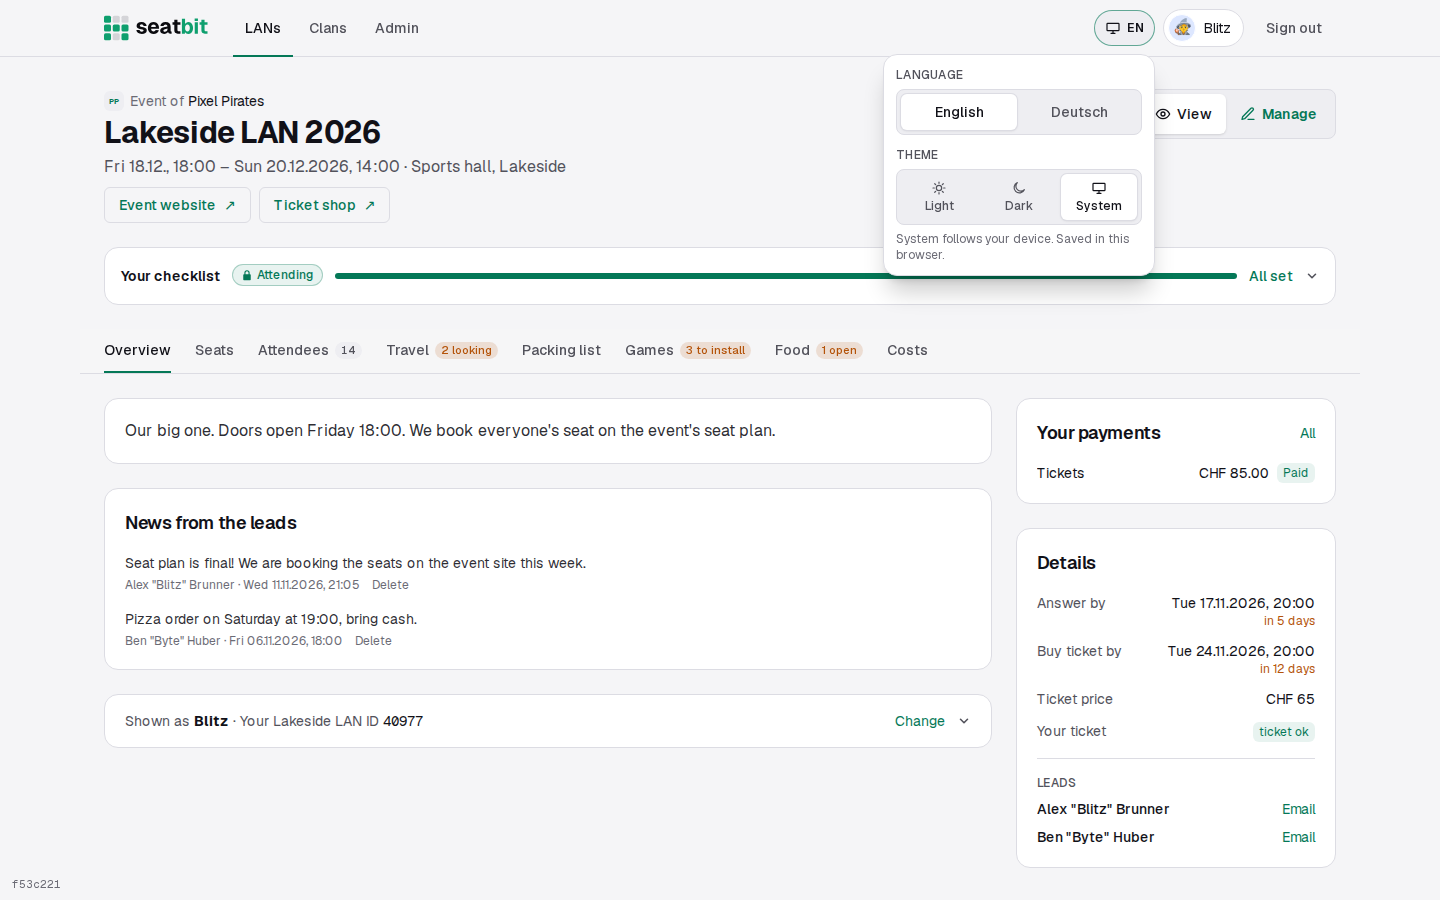 seatbit
LANs
Clans
Admin
EN
Blitz
Sign out
LANGUAGE
English
Deutsch
THEME
Light
Dark
System
System follows your device. Saved in this
browser.
PP
Event of Pixel Pirates
Lakeside LAN 2026
Fri 18.12., 18:00 – Sun 20.12.2026, 14:00 · Sports hall, Lakeside
Event website ↗
Ticket shop ↗
View
Manage
Your checklist
Attending
All set
Overview
Seats
Attendees 14
Travel 2 looking
Packing list
Games 3 to install
Food 1 open
Costs
Our big one. Doors open Friday 18:00. We book everyone's seat on the event's seat plan.
News from the leads
Seat plan is final! We are booking the seats on the event site this week.
Alex "Blitz" Brunner · Wed 11.11.2026, 21:05 Delete
Pizza order on Saturday at 19:00, bring cash.
Ben "Byte" Huber · Fri 06.11.2026, 18:00 Delete
Shown as Blitz · Your Lakeside LAN ID 40977
Change
Your payments
All
Tickets
CHF 85.00 Paid
Details
Answer by
Tue 17.11.2026, 20:00
in 5 days
Buy ticket by
Tue 24.11.2026, 20:00
in 12 days
Ticket price
CHF 65
Your ticket
ticket ok
LEADS
Alex "Blitz" Brunner
Email
Ben "Byte" Huber
Email
f53c221